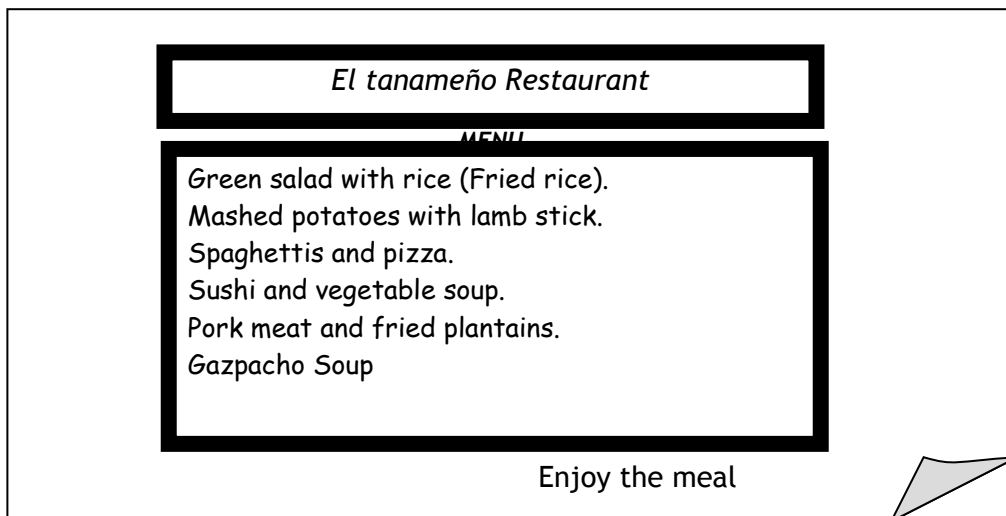 El tanameño Restaurant
MENU
Green salad with rice (Fried rice).
Mashed potatoes with lamb stick.
Spaghettis and pizza.
Sushi and vegetable soup.
Pork meat and fried plantains.
Gazpacho Soup
Enjoy the meal